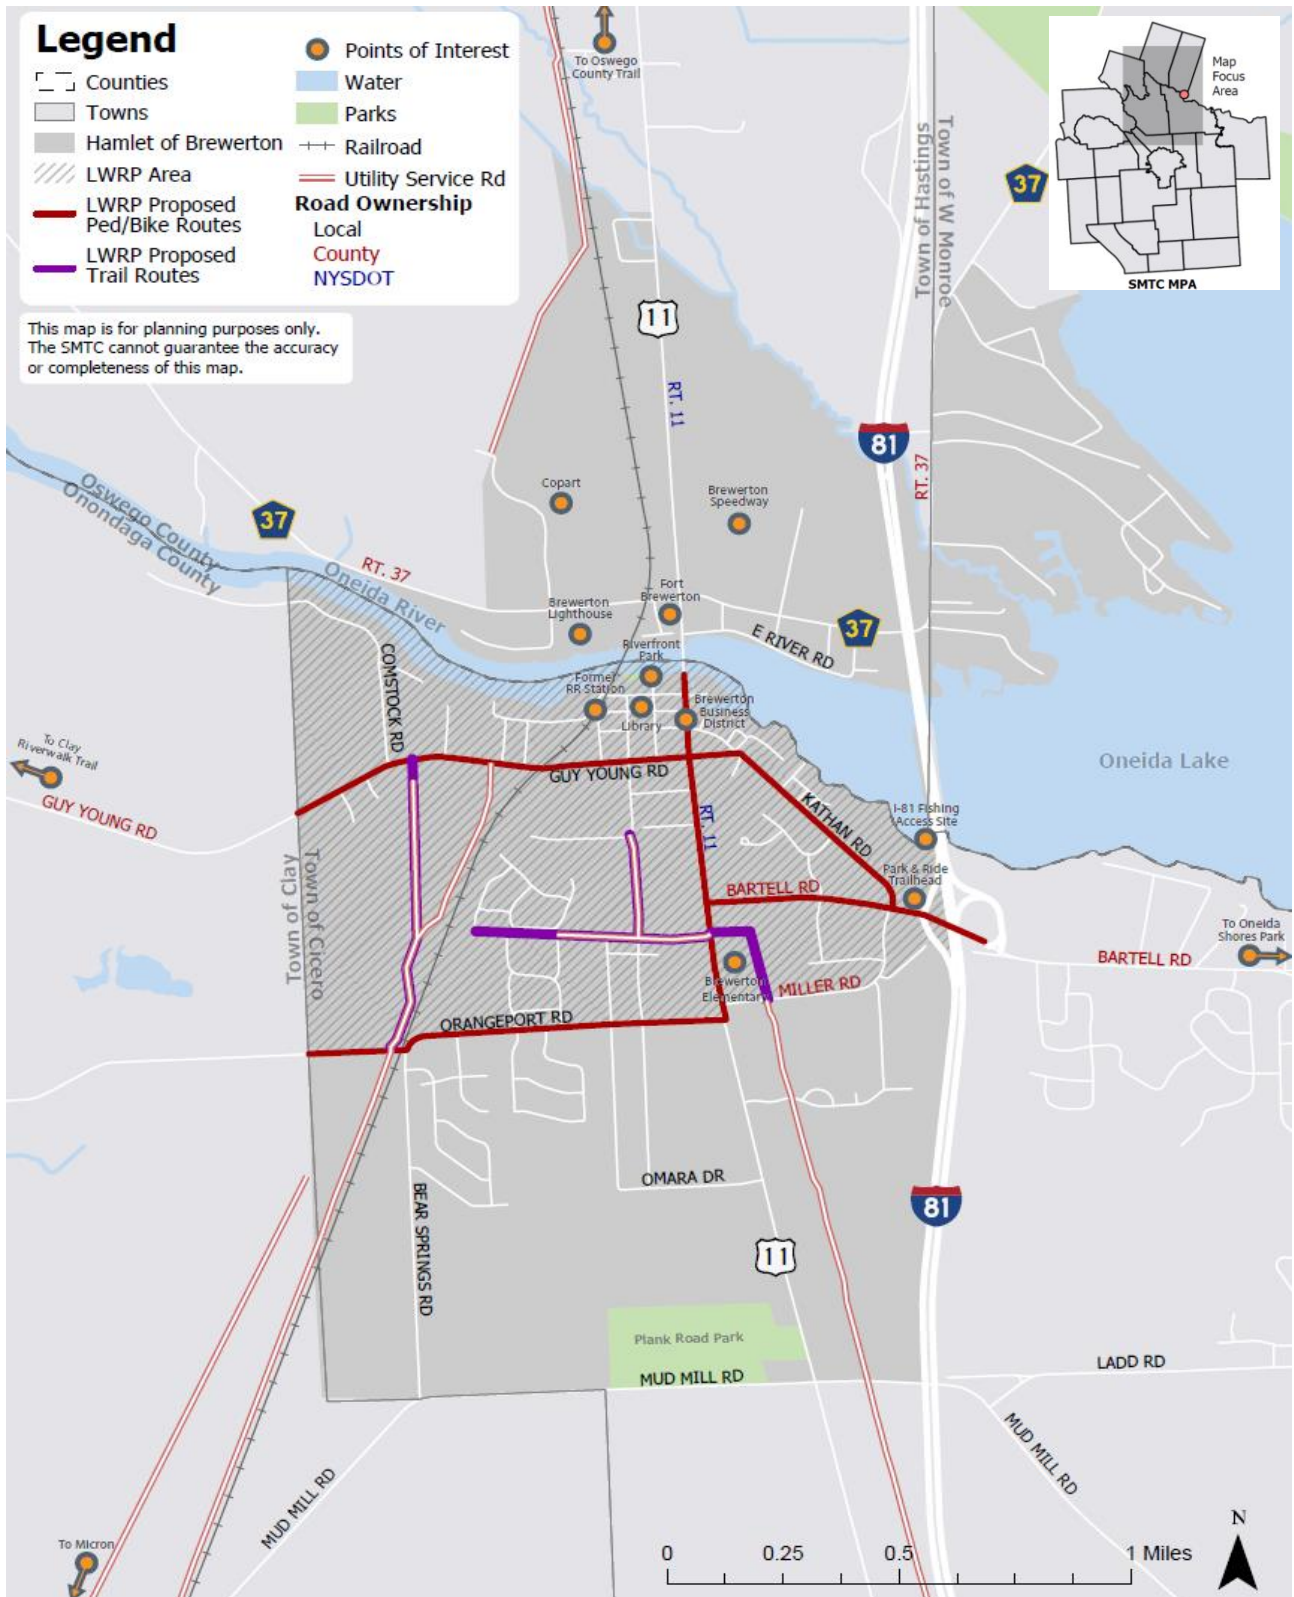 Legend
Counties
Towns
Hamlet of Brewerton
LWRP Area
LWRP Proposed
Ped/Bike Routes
LWRP Proposed
Trail Routes
Points of Interest
Water
Parks
Railroad
Utility Service Rd
Road Ownership
Local
County
NYSDOT
This map is for planning purposes only.
The SMTC cannot guarantee the accuracy
or completeness of this map.
To Oswego
County Trail
Town of Hastings
Town of W Monroe
37
Map
Focus
Area
SMTC MPA
11
RT. 11
81
RT. 37
Copart
Brewerton
Speedway
Oswego County
Onondaga County
37
RT. 37
Oneida River
Fort
Brewerton
Brewerton
Lighthouse
37
E RIVER RD
Riverfront
Park
Former
RR Station
Library
Brewerton
Business
District
COMSTOCK RD
To Clay
Riverwalk Trail
GUY YOUNG RD
GUY YOUNG RD
Oneida Lake
KATHAN RD
I-81 Fishing
Access Site
RT. 11
Park & Ride
Trailhead
BARTELL RD
Town of Clay
Town of Cicero
To Oneida
Shores Park
BARTELL RD
Brewerton
Elementary
MILLER RD
ORANGEPORT RD
OMARA DR
BEAR SPRINGS RD
81
11
Plank Road Park
MUD MILL RD
LADD RD
MUD MILL RD
MUD MILL RD
To Micron
N
0 0.25 0.5 1 Miles